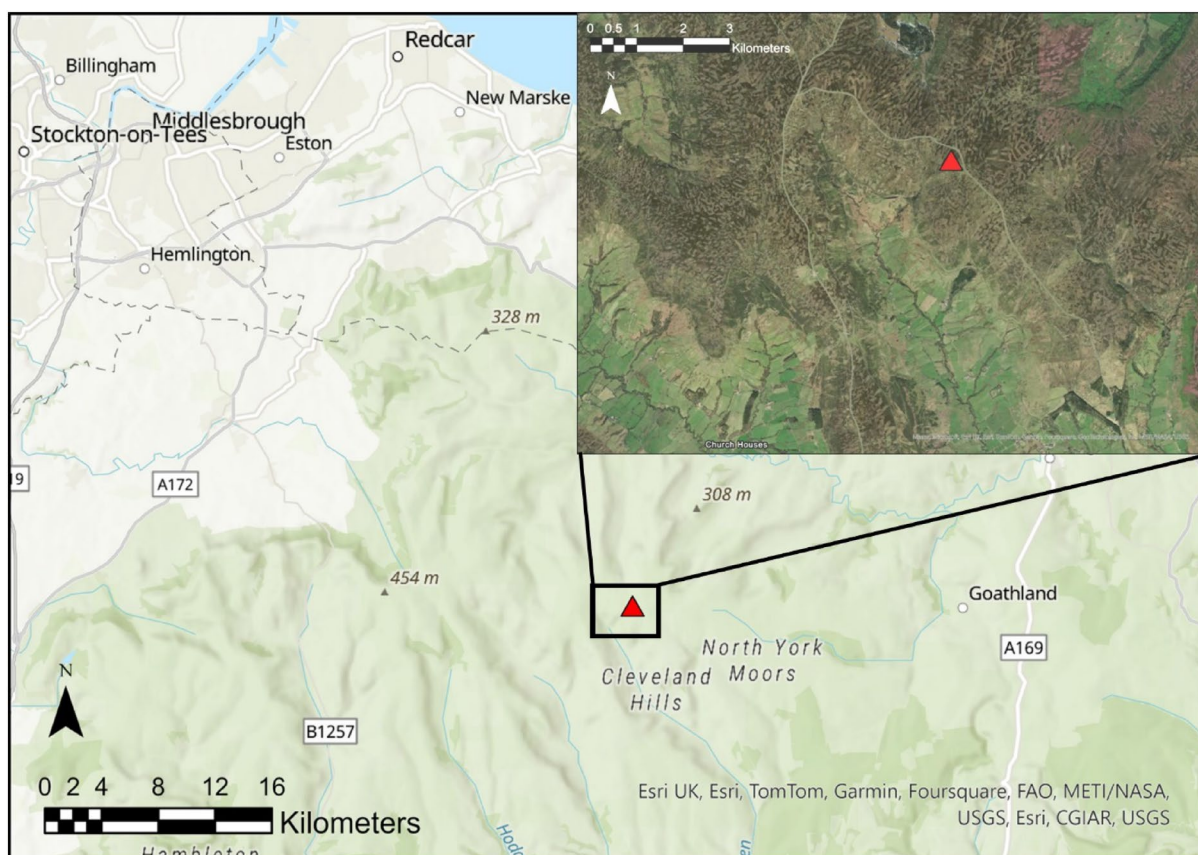 Redcar
Billingham
New Marske
Middlesbrough
Stockton-on-Tees
Eston
Hemlington
328 m
0 0.5 1 2 3
Kilometers
N
Church Houses
19
A172
308 m
454 m
Goathland
A169
North York
Moors
Cleveland
Hills
N
B1257
0 2 4 8 12 16
Kilometers
Esri UK, Esri, TomTom, Garmin, Foursquare, FAO, METI/NASA,
USGS, Esri, CGIAR, USGS
Hambleton